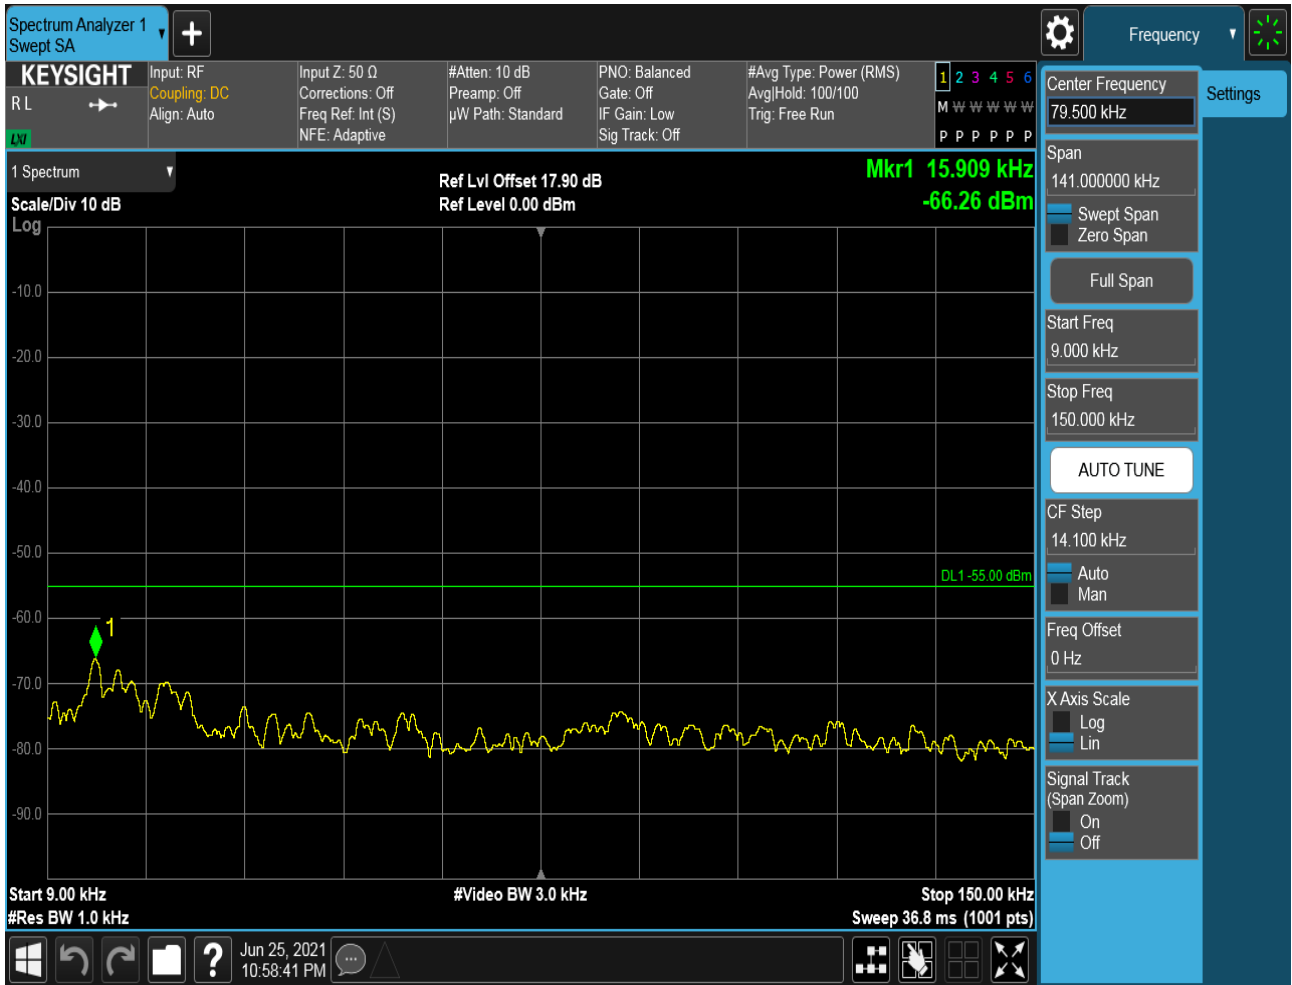 Spectrum Analyzer 1
Swept SA
Frequency
KEYSIGHT
R L
LXI
Input: RF
Coupling: DC
Align: Auto
Input Z: 50 Ω
Corrections: Off
Freq Ref: Int (S)
NFE: Adaptive
#Atten: 10 dB
Preamp: Off
µW Path: Standard
PNO: Balanced
Gate: Off
IF Gain: Low
Sig Track: Off
#Avg Type: Power (RMS)
Avg|Hold: 100/100
Trig: Free Run
1 2 3 4 5 6
M W W W W W
P P P P P P
1 Spectrum
Scale/Div 10 dB
Log
Ref Lvl Offset 17.90 dB
Ref Level 0.00 dBm
Mkr1 15.909 kHz
-66.26 dBm
-10.0
-20.0
-30.0
-40.0
-50.0
DL1 -55.00 dBm
-60.0
1
-70.0
-80.0
-90.0
Start 9.00 kHz
#Video BW 3.0 kHz
Stop 150.00 kHz
#Res BW 1.0 kHz
Sweep 36.8 ms (1001 pts)
Jun 25, 2021
10:58:41 PM
Center Frequency
79.500 kHz
Settings
Span
141.000000 kHz
Swept Span
Zero Span
Full Span
Start Freq
9.000 kHz
Stop Freq
150.000 kHz
AUTO TUNE
CF Step
14.100 kHz
Auto
Man
Freq Offset
0 Hz
X Axis Scale
Log
Lin
Signal Track
(Span Zoom)
On
Off